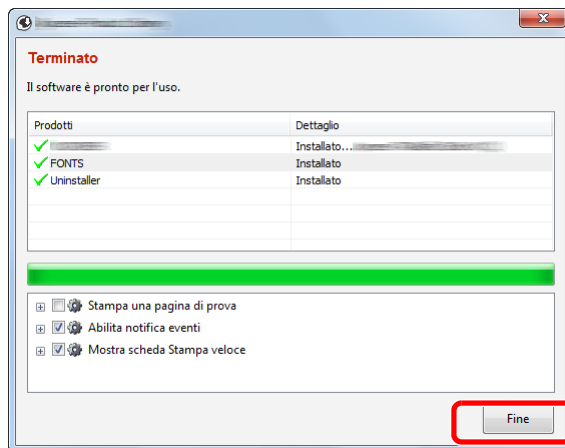 Terminato
Il software è pronto per l'uso.
Prodotti Dettaglio
Installato...
FONTS Installato
Uninstaller Installato
Stampa una pagina di prova
Abilita notifica eventi
Mostra scheda Stampa veloce
Fine